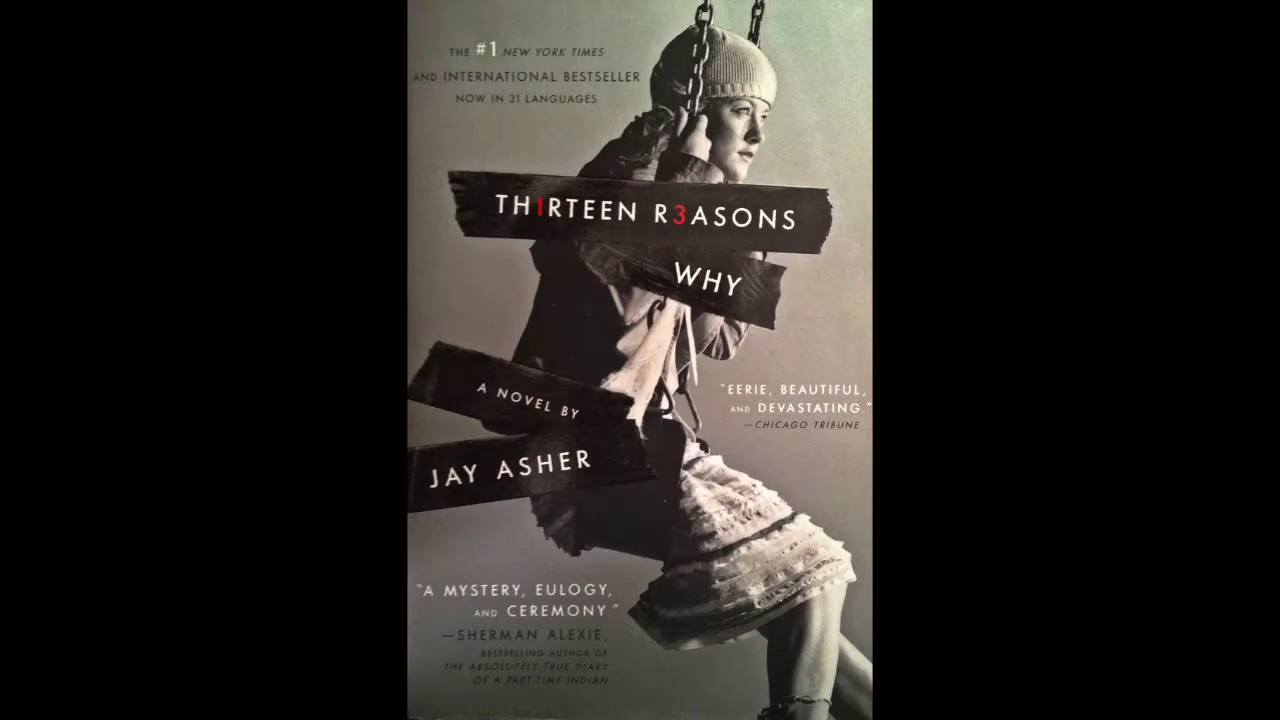 THE #1 NEW YORK TIMES
AND INTERNATIONAL BESTSELLER
NOW IN 31 LANGUAGES
TH1RTEEN R3ASONS
WHY
A NOVEL BY
JAY ASHER
"EERIE, BEAUTIFUL,
AND DEVASTATING."
—CHICAGO TRIBUNE
"A MYSTERY, EULOGY,
AND CEREMONY"
—SHERMAN ALEXIE,
BESTSELLING AUTHOR OF
THE ABSOLUTELY TRUE DIARY
OF A PART-TIME INDIAN